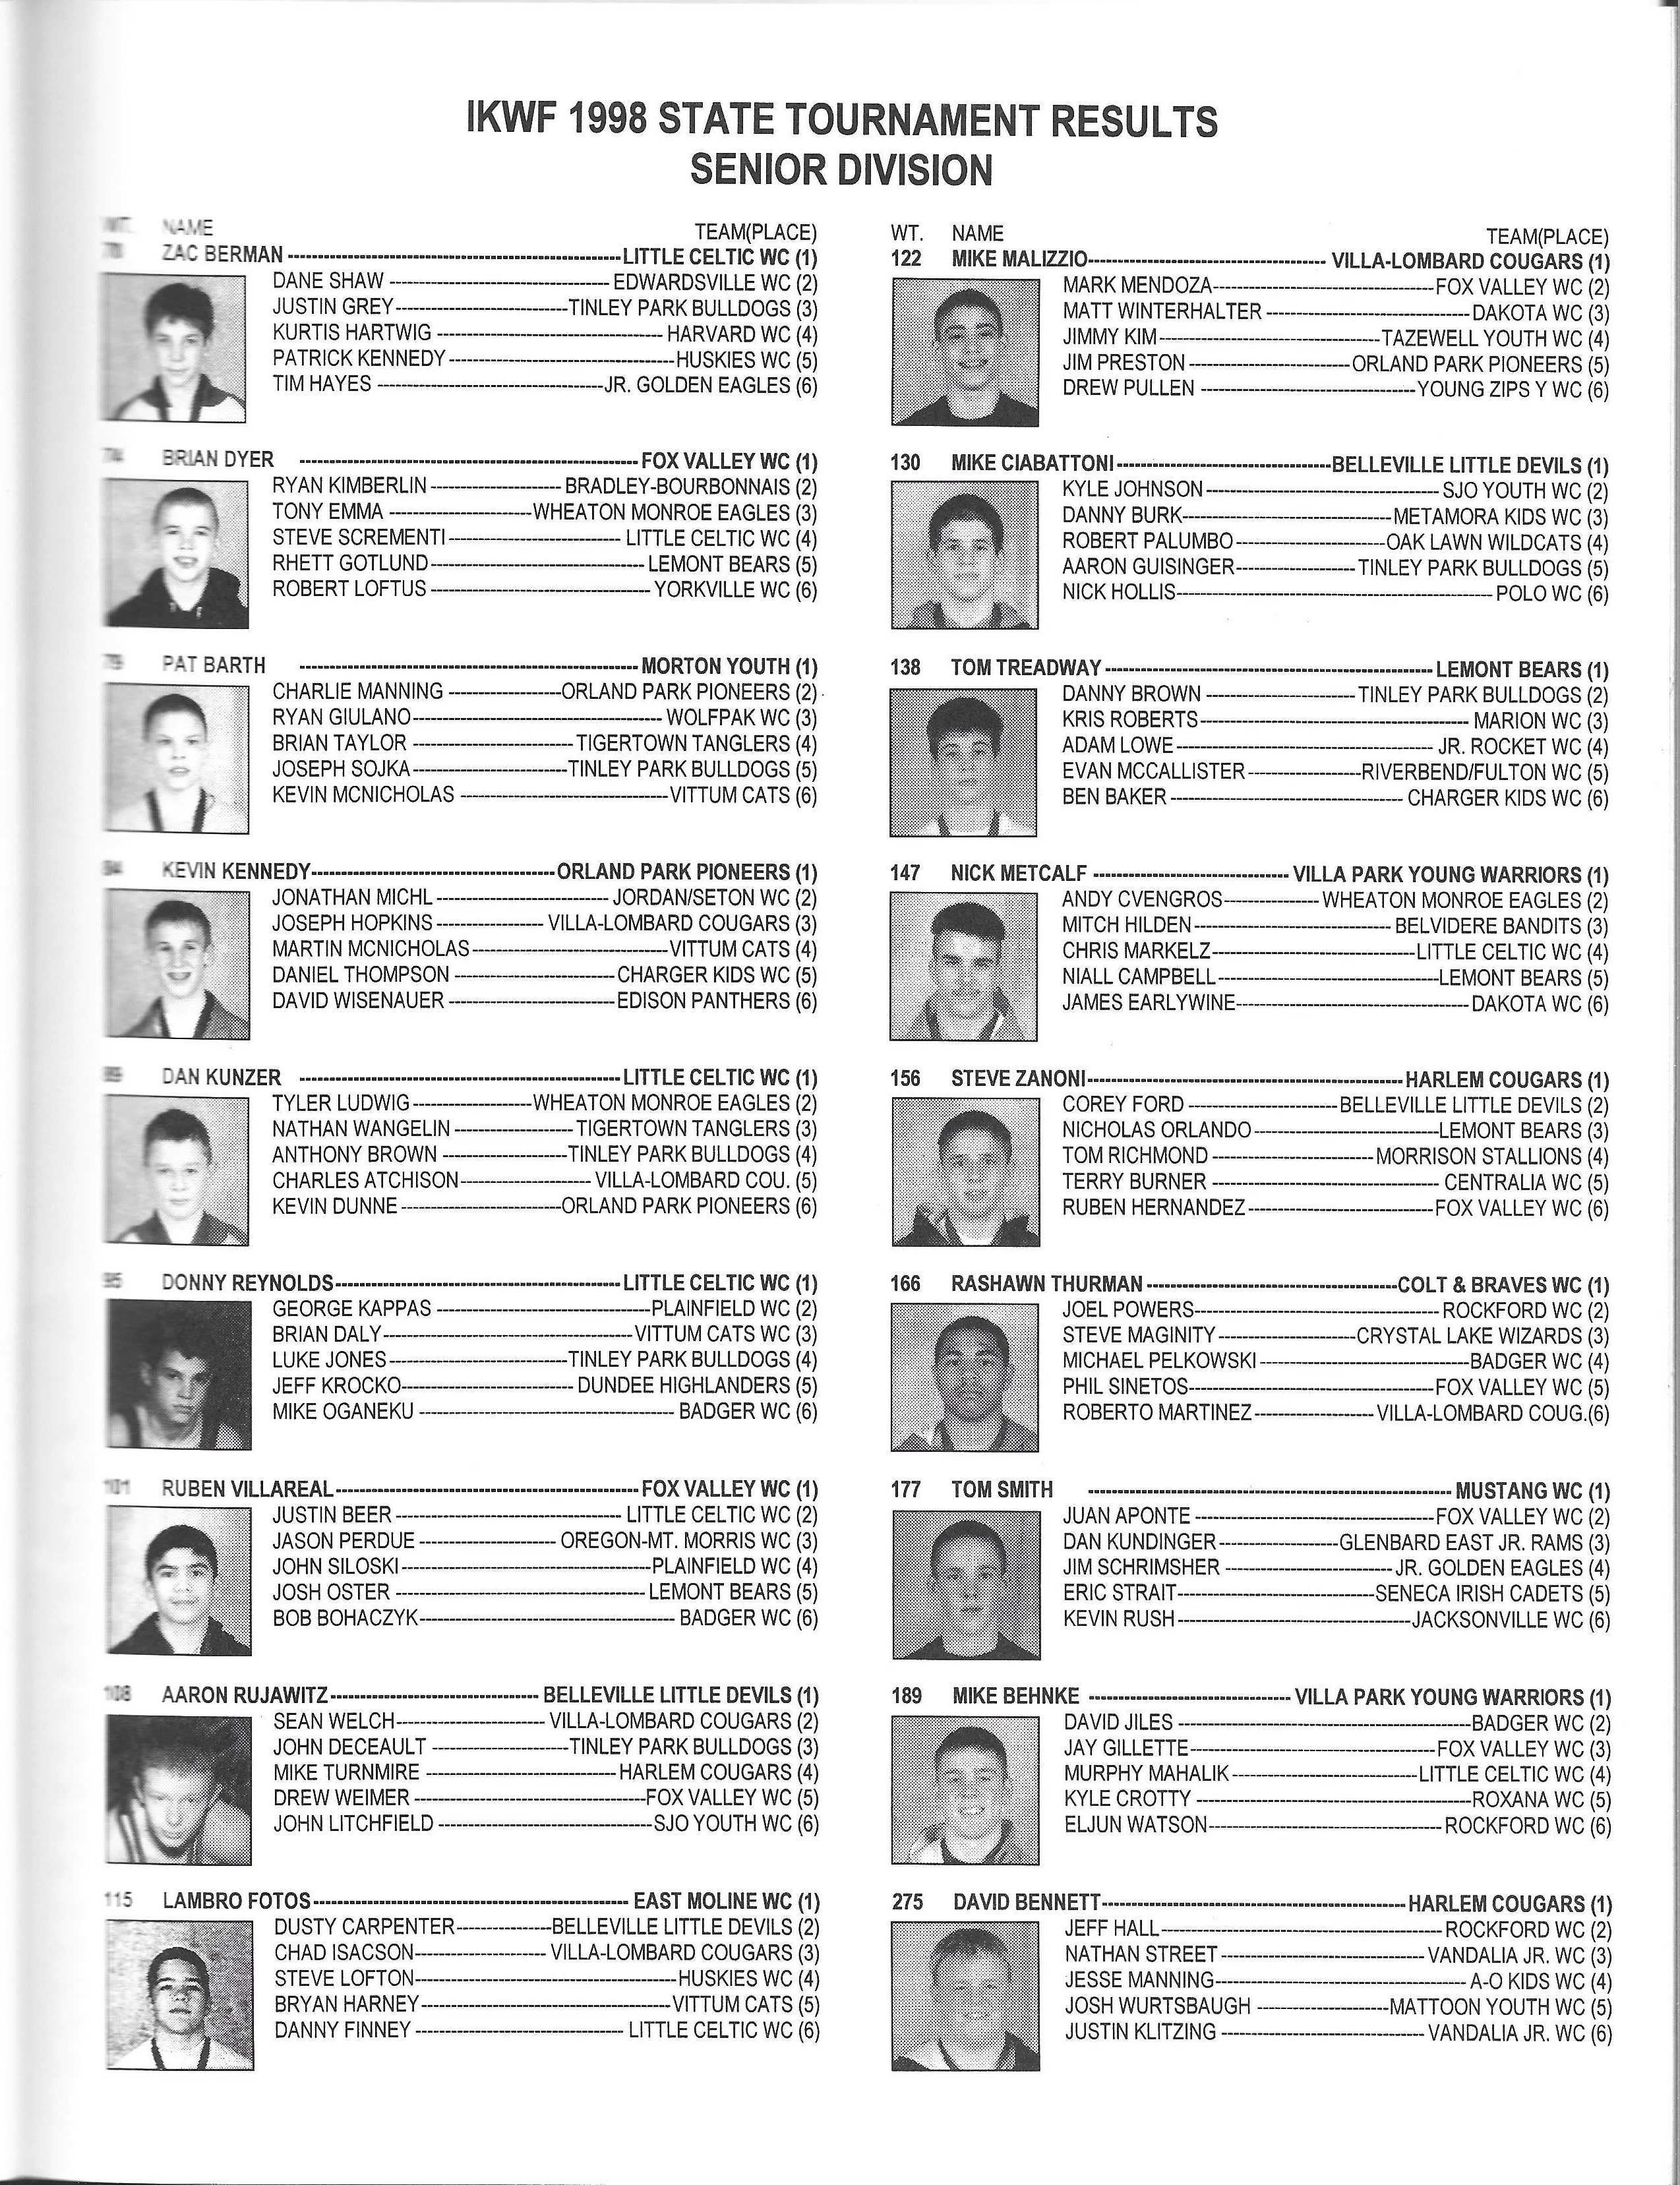 IKWF 1998 STATE TOURNAMENT RESULTS
SENIOR DIVISION
WT. NAME TEAM(PLACE)
70 ZAC BERMAN LITTLE CELTIC WC (1)
DANE SHAW EDWARDSVILLE WC (2)
JUSTIN GREY TINLEY PARK BULLDOGS (3)
KURTIS HARTWIG HARVARD WC (4)
PATRICK KENNEDY HUSKIES WC (5)
TIM HAYES JR. GOLDEN EAGLES (6)
74 BRIAN DYER FOX VALLEY WC (1)
RYAN KIMBERLIN BRADLEY-BOURBONNAIS (2)
TONY EMMA WHEATON MONROE EAGLES (3)
STEVE SCREMENTI LITTLE CELTIC WC (4)
RHETT GOTLUND LEMONT BEARS (5)
ROBERT LOFTUS YORKVILLE WC (6)
79 PAT BARTH MORTON YOUTH (1)
CHARLIE MANNING ORLAND PARK PIONEERS (2)
RYAN GIULANO WOLFPAK WC (3)
BRIAN TAYLOR TIGERTOWN TANGLERS (4)
JOSEPH SOJKA TINLEY PARK BULLDOGS (5)
KEVIN MCNICHOLAS VITTUM CATS (6)
84 KEVIN KENNEDY ORLAND PARK PIONEERS (1)
JONATHAN MICHL JORDAN/SETON WC (2)
JOSEPH HOPKINS VILLA-LOMBARD COUGARS (3)
MARTIN MCNICHOLAS VITTUM CATS (4)
DANIEL THOMPSON CHARGER KIDS WC (5)
DAVID WISENAUER EDISON PANTHERS (6)
89 DAN KUNZER LITTLE CELTIC WC (1)
TYLER LUDWIG WHEATON MONROE EAGLES (2)
NATHAN WANGELIN TIGERTOWN TANGLERS (3)
ANTHONY BROWN TINLEY PARK BULLDOGS (4)
CHARLES ATCHISON VILLA-LOMBARD COU. (5)
KEVIN DUNNE ORLAND PARK PIONEERS (6)
95 DONNY REYNOLDS LITTLE CELTIC WC (1)
GEORGE KAPPAS PLAINFIELD WC (2)
BRIAN DALY VITTUM CATS WC (3)
LUKE JONES TINLEY PARK BULLDOGS (4)
JEFF KROCKO DUNDEE HIGHLANDERS (5)
MIKE OGANEKU BADGER WC (6)
101 RUBEN VILLAREAL FOX VALLEY WC (1)
JUSTIN BEER LITTLE CELTIC WC (2)
JASON PERDUE OREGON-MT. MORRIS WC (3)
JOHN SILOSKI PLAINFIELD WC (4)
JOSH OSTER LEMONT BEARS (5)
BOB BOHACZYK BADGER WC (6)
108 AARON RUJAWITZ BELLEVILLE LITTLE DEVILS (1)
SEAN WELCH VILLA-LOMBARD COUGARS (2)
JOHN DECEAULT TINLEY PARK BULLDOGS (3)
MIKE TURNMIRE HARLEM COUGARS (4)
DREW WEIMER FOX VALLEY WC (5)
JOHN LITCHFIELD SJO YOUTH WC (6)
115 LAMBRO FOTOS EAST MOLINE WC (1)
DUSTY CARPENTER BELLEVILLE LITTLE DEVILS (2)
CHAD ISACSON VILLA-LOMBARD COUGARS (3)
STEVE LOFTON HUSKIES WC (4)
BRYAN HARNEY VITTUM CATS (5)
DANNY FINNEY LITTLE CELTIC WC (6)
WT. NAME TEAM(PLACE)
122 MIKE MALIZZIO VILLA-LOMBARD COUGARS (1)
MARK MENDOZA FOX VALLEY WC (2)
MATT WINTERHALTER DAKOTA WC (3)
JIMMY KIM TAZEWELL YOUTH WC (4)
JIM PRESTON ORLAND PARK PIONEERS (5)
DREW PULLEN YOUNG ZIPS Y WC (6)
130 MIKE CIABATTONI BELLEVILLE LITTLE DEVILS (1)
KYLE JOHNSON SJO YOUTH WC (2)
DANNY BURK METAMORA KIDS WC (3)
ROBERT PALUMBO OAK LAWN WILDCATS (4)
AARON GUISINGER TINLEY PARK BULLDOGS (5)
NICK HOLLIS POLO WC (6)
138 TOM TREADWAY LEMONT BEARS (1)
DANNY BROWN TINLEY PARK BULLDOGS (2)
KRIS ROBERTS MARION WC (3)
ADAM LOWE JR. ROCKET WC (4)
EVAN MCCALLISTER RIVERBEND/FULTON WC (5)
BEN BAKER CHARGER KIDS WC (6)
147 NICK METCALF VILLA PARK YOUNG WARRIORS (1)
ANDY CVENGROS WHEATON MONROE EAGLES (2)
MITCH HILDEN BELVIDERE BANDITS (3)
CHRIS MARKELZ LITTLE CELTIC WC (4)
NIALL CAMPBELL LEMONT BEARS (5)
JAMES EARLYWINE DAKOTA WC (6)
156 STEVE ZANONI HARLEM COUGARS (1)
COREY FORD BELLEVILLE LITTLE DEVILS (2)
NICHOLAS ORLANDO LEMONT BEARS (3)
TOM RICHMOND MORRISON STALLIONS (4)
TERRY BURNER CENTRALIA WC (5)
RUBEN HERNANDEZ FOX VALLEY WC (6)
166 RASHAWN THURMAN COLT & BRAVES WC (1)
JOEL POWERS ROCKFORD WC (2)
STEVE MAGINITY CRYSTAL LAKE WIZARDS (3)
MICHAEL PELKOWSKI BADGER WC (4)
PHIL SINETOS FOX VALLEY WC (5)
ROBERTO MARTINEZ VILLA-LOMBARD COUG.(6)
177 TOM SMITH MUSTANG WC (1)
JUAN APONTE FOX VALLEY WC (2)
DAN KUNDINGER GLENBARD EAST JR. RAMS (3)
JIM SCHRIMSHER JR. GOLDEN EAGLES (4)
ERIC STRAIT SENECA IRISH CADETS (5)
KEVIN RUSH JACKSONVILLE WC (6)
189 MIKE BEHNKE VILLA PARK YOUNG WARRIORS (1)
DAVID JILES BADGER WC (2)
JAY GILLETTE FOX VALLEY WC (3)
MURPHY MAHALIK LITTLE CELTIC WC (4)
KYLE CROTTY ROXANA WC (5)
ELJUN WATSON ROCKFORD WC (6)
275 DAVID BENNETT HARLEM COUGARS (1)
JEFF HALL ROCKFORD WC (2)
NATHAN STREET VANDALIA JR. WC (3)
JESSE MANNING A-O KIDS WC (4)
JOSH WURTSBAUGH MATTOON YOUTH WC (5)
JUSTIN KLITZING VANDALIA JR. WC (6)